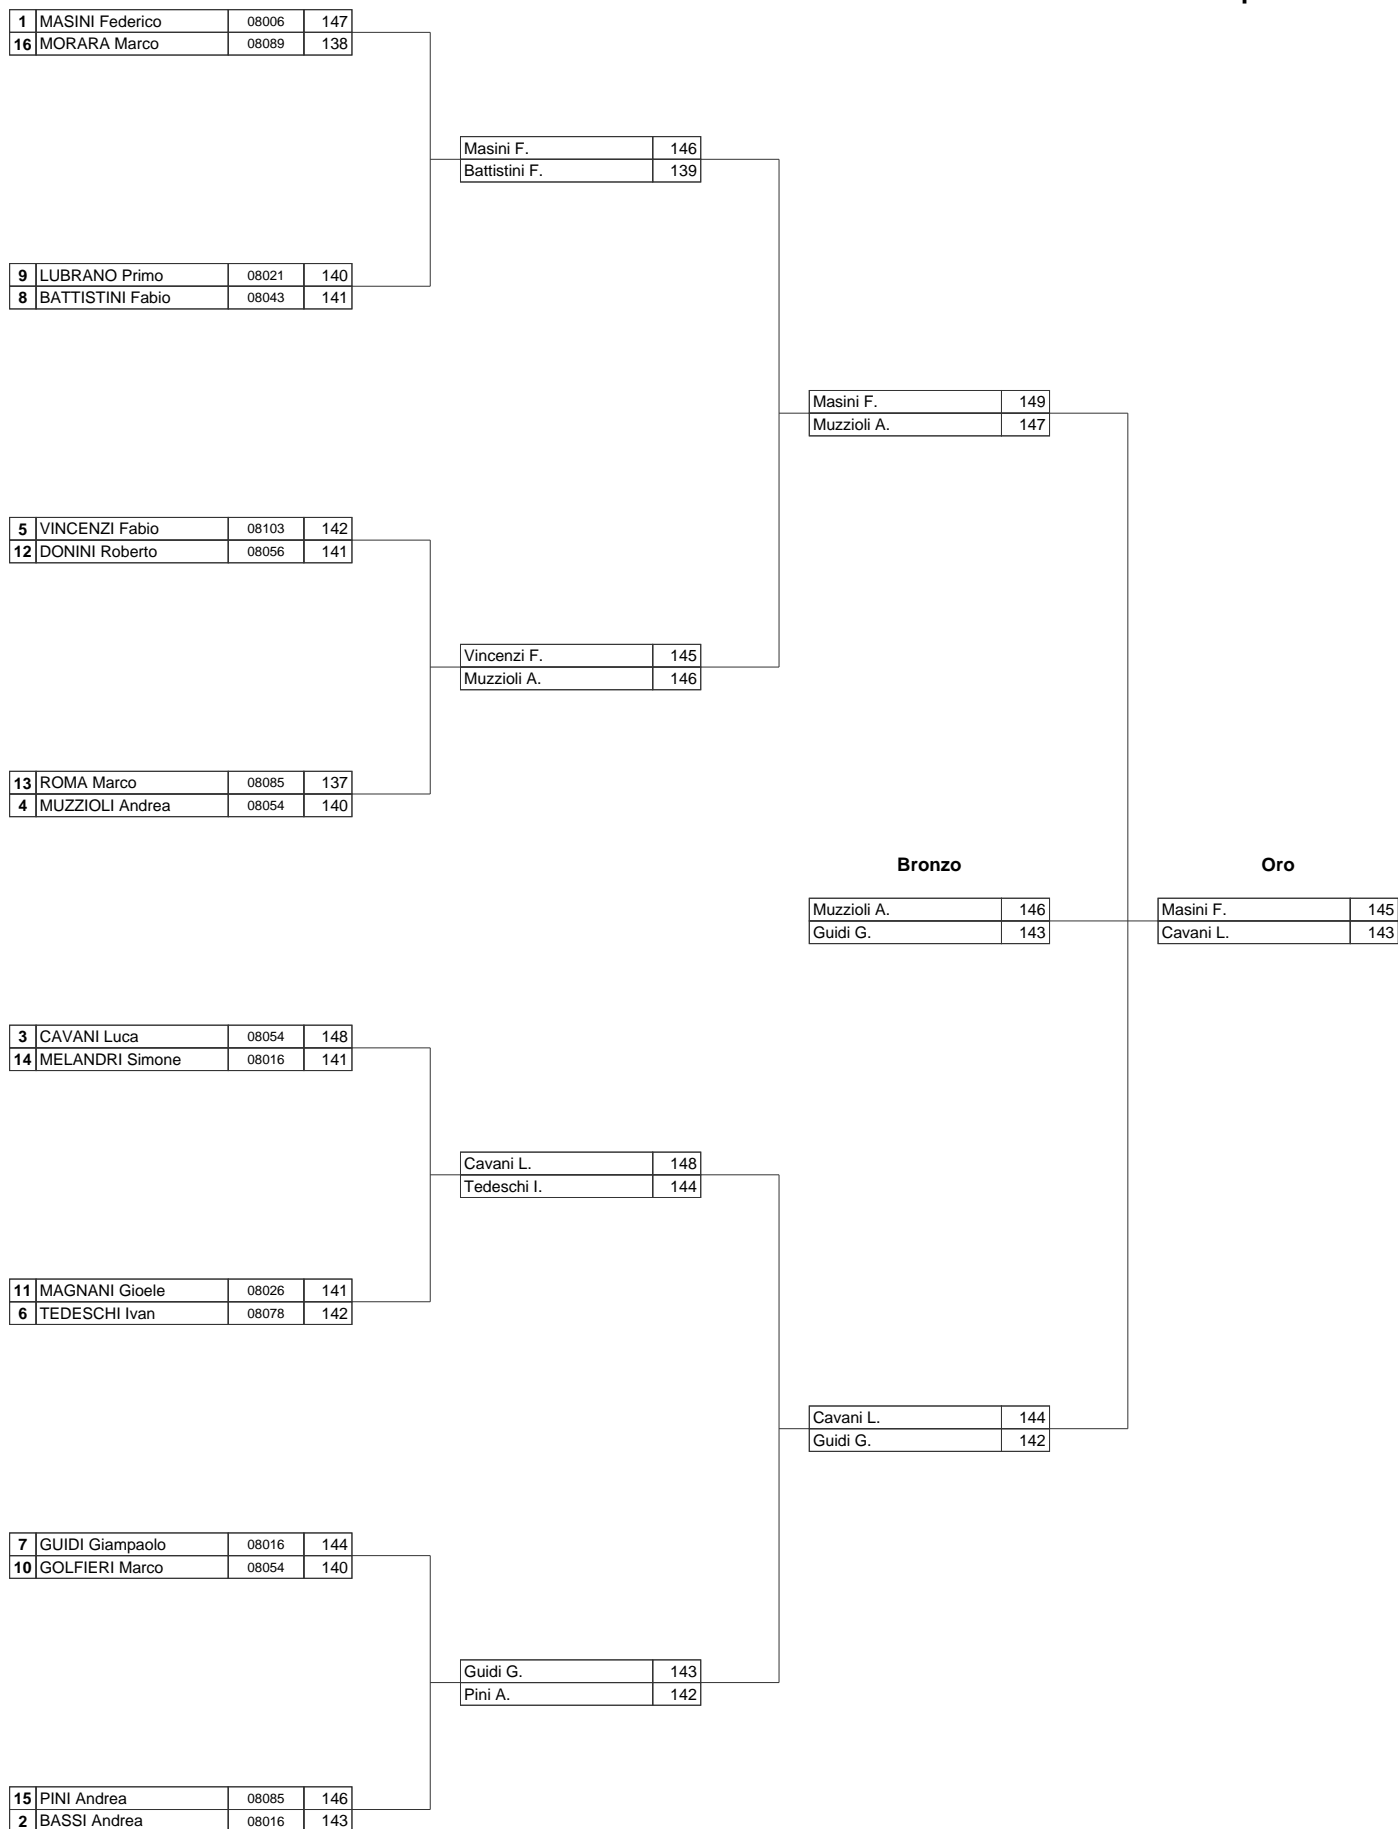 1 MASINI Federico 08006 147
16 MORARA Marco 08089 138
Masini F. 146
Battistini F. 139
9 LUBRANO Primo 08021 140
8 BATTISTINI Fabio 08043 141
Masini F. 149
Muzzioli A. 147
5 VINCENZI Fabio 08103 142
12 DONINI Roberto 08056 141
Vincenzi F. 145
Muzzioli A. 146
13 ROMA Marco 08085 137
4 MUZZIOLI Andrea 08054 140
Bronzo Oro
Muzzioli A. 146 Masini F. 145
Guidi G. 143 Cavani L. 143
3 CAVANI Luca 08054 148
14 MELANDRI Simone 08016 141
Cavani L. 148
Tedeschi I. 144
11 MAGNANI Gioele 08026 141
6 TEDESCHI Ivan 08078 142
Cavani L. 144
Guidi G. 142
7 GUIDI Giampaolo 08016 144
10 GOLFIERI Marco 08054 140
Guidi G. 143
Pini A. 142
15 PINI Andrea 08085 146
2 BASSI Andrea 08016 143